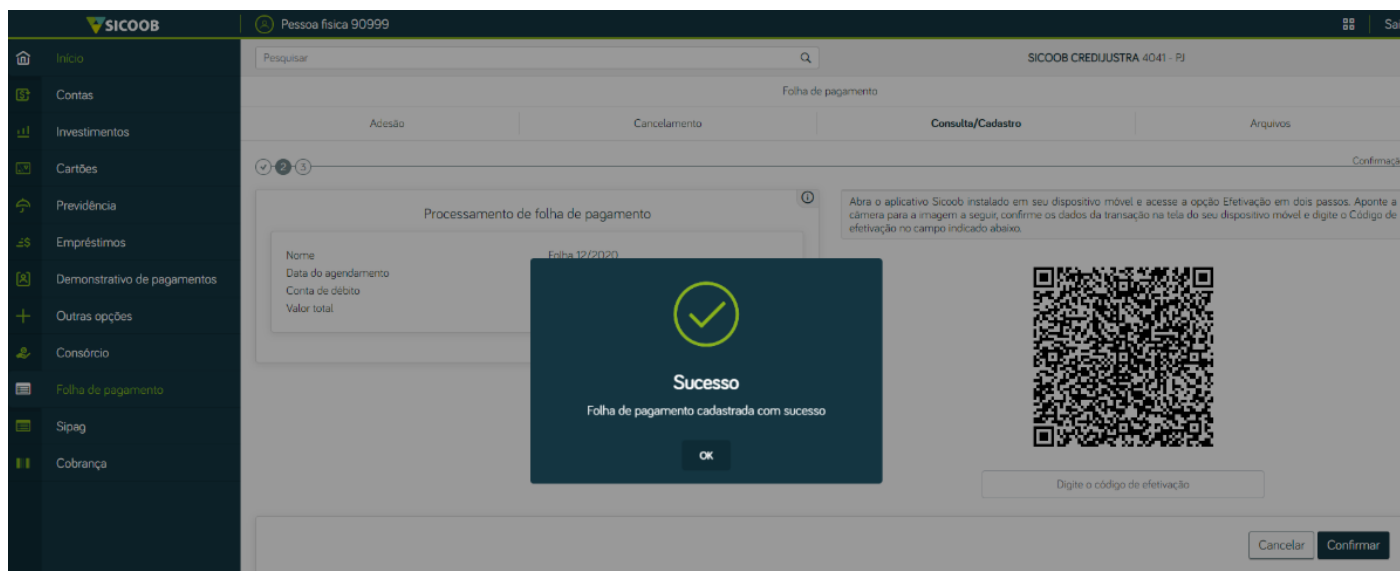 SICOOB
Pessoa fisica 90999
Sai
Início
Contas
Investimentos
Cartões
Previdência
Empréstimos
Demonstrativo de pagamentos
Outras opções
Consórcio
Folha de pagamento
Sipag
Cobrança
Pesquisar
SICOOB CREDIJUSTRA 4041 - PJ
Folha de pagamento
Adesão
Cancelamento
Consulta/Cadastro
Arquivos
2
3
Confirmaçã
Processamento de folha de pagamento
Nome Folha 12/2020
Data do agendamento
Conta de débito
Valor total
Abra o aplicativo Sicoob instalado em seu dispositivo móvel e acesse a opção Efetivação em dois passos. Aponte a
câmera para a imagem a seguir, confirme os dados da transação na tela do seu dispositivo móvel e digite o Código de
efetivação no campo indicado abaixo.
Digite o código de efetivação
Cancelar
Confirmar
Sucesso
Folha de pagamento cadastrada com sucesso
OK